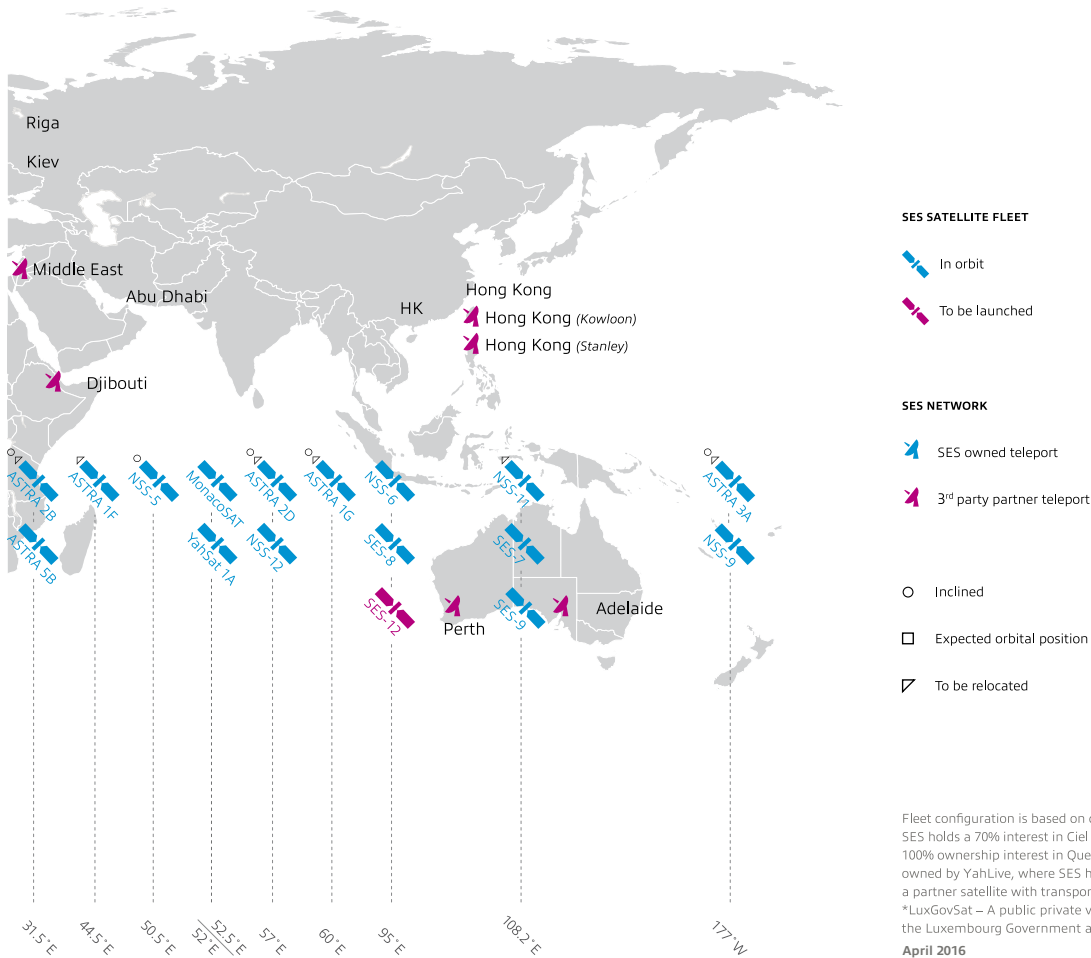 Riga
Kiev
Middle East
Abu Dhabi
HK
Hong Kong
Hong Kong (Kowloon)
Hong Kong (Stanley)
Djibouti
ASTRA 2B
ASTRA 1F
NSS-5
MonacoSAT
ASTRA 2D
ASTRA 1G
NSS-6
NSS-11
ASTRA 3A
ASTRA 5B
YahSat 1A
NSS-12
SES-8
SES-7
NSS-9
SES-12
SES-9
Perth
Adelaide
31.5°E
44.5°E
50.5°E
52°E
52.5°E
57°E
60°E
95°E
108.2°E
177°W
SES SATELLITE FLEET
In orbit
To be launched
SES NETWORK
SES owned teleport
3rd party partner teleport
Inclined
Expected orbital position
To be relocated
Fleet configuration is based on
SES holds a 70% interest in Ciel
100% ownership interest in
owned by YahLive, where SES
a partner satellite with
*LuxGovSat – A public private
the Luxembourg Government
April 2016